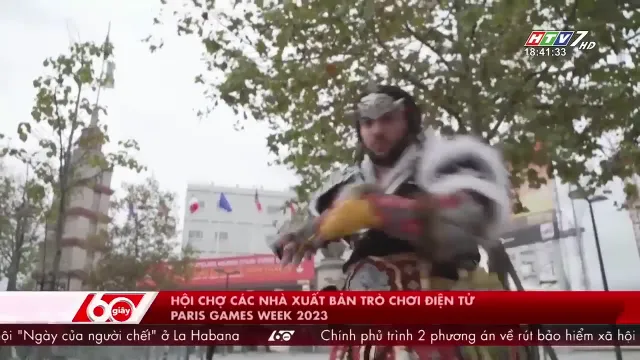 HTV7 HD
18:41:33
60 giây
HỘI CHỢ CÁC NHÀ XUẤT BẢN TRÒ CHƠI ĐIỆN TỬ
PARIS GAMES WEEK 2023
ội "Ngày của người chết" ở La Habana Chính phủ trình 2 phương án về rút bảo hiểm xã hội